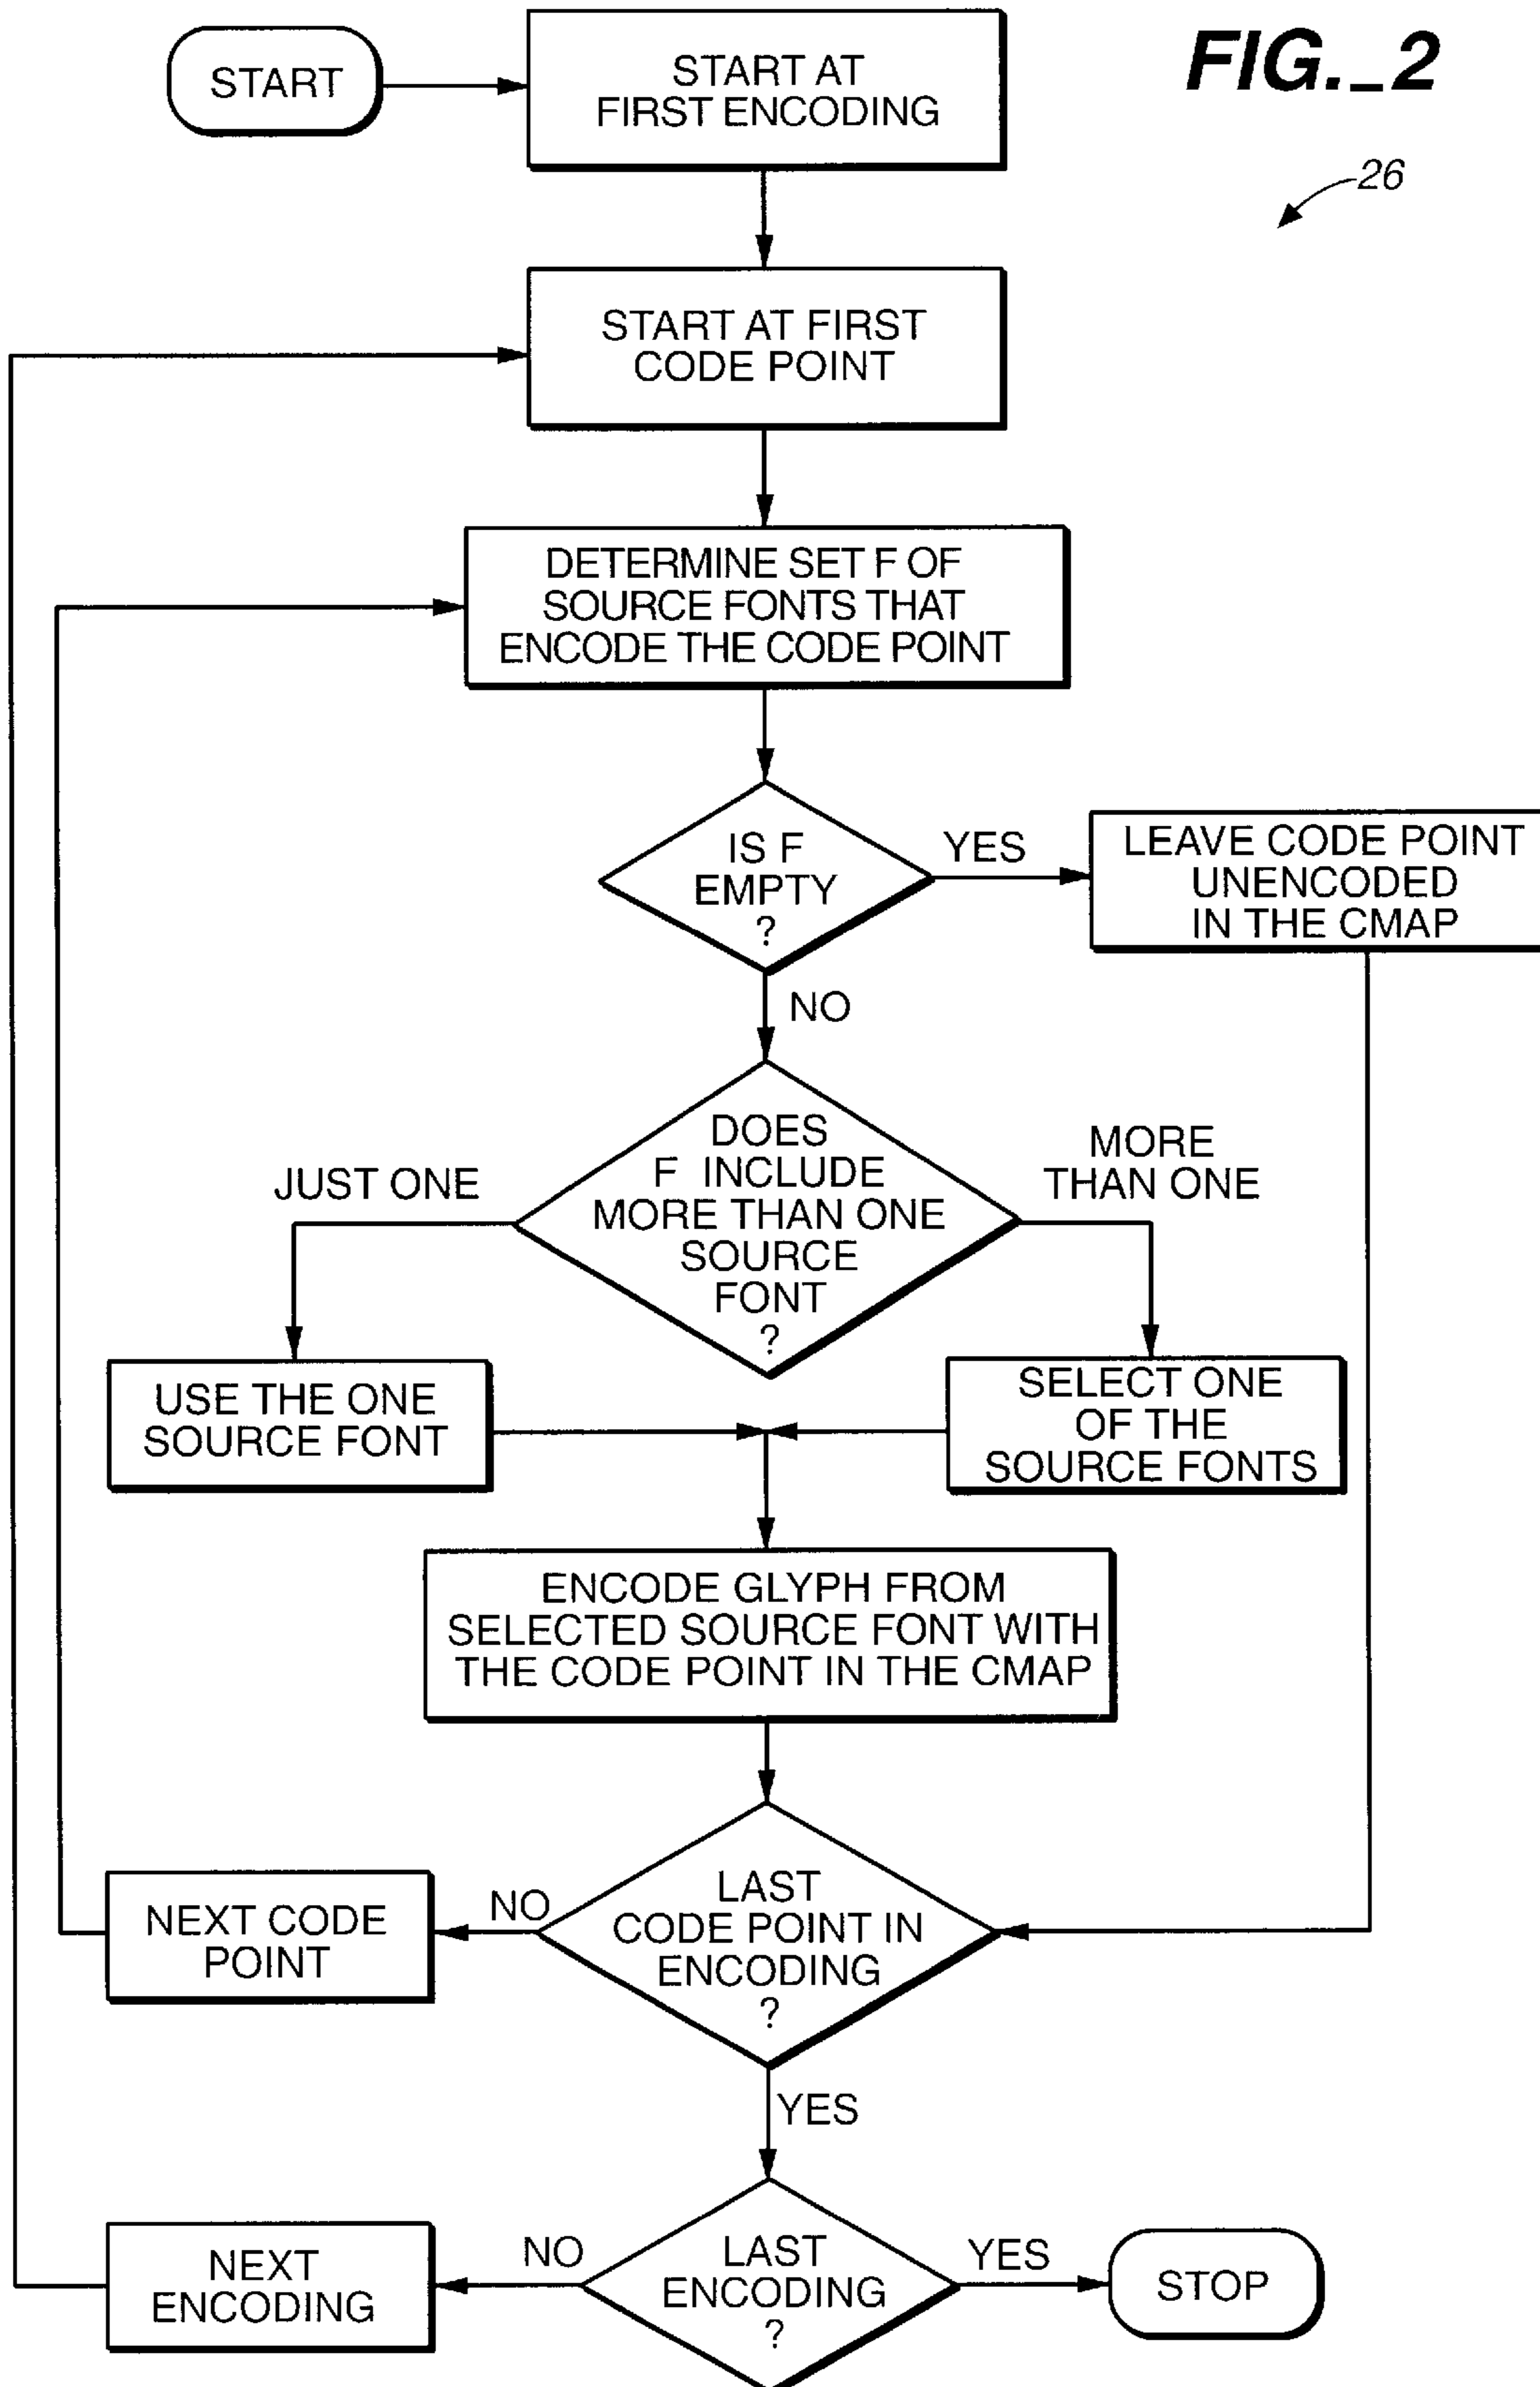 START
START AT
FIRST ENCODING
FIG._2
26
START AT FIRST
CODE POINT
DETERMINE SET F OF
SOURCE FONTS THAT
ENCODE THE CODE POINT
IS F
EMPTY
?
YES
LEAVE CODE POINT
UNENCODED
IN THE CMAP
NO
DOES
F INCLUDE
MORE THAN ONE
SOURCE
FONT
?
JUST ONE
MORE
THAN ONE
USE THE ONE
SOURCE FONT
SELECT ONE
OF THE
SOURCE FONTS
ENCODE GLYPH FROM
SELECTED SOURCE FONT WITH
THE CODE POINT IN THE CMAP
LAST
CODE POINT IN
ENCODING
?
NO
NEXT CODE
POINT
YES
LAST
ENCODING
?
NO
NEXT
ENCODING
YES
STOP